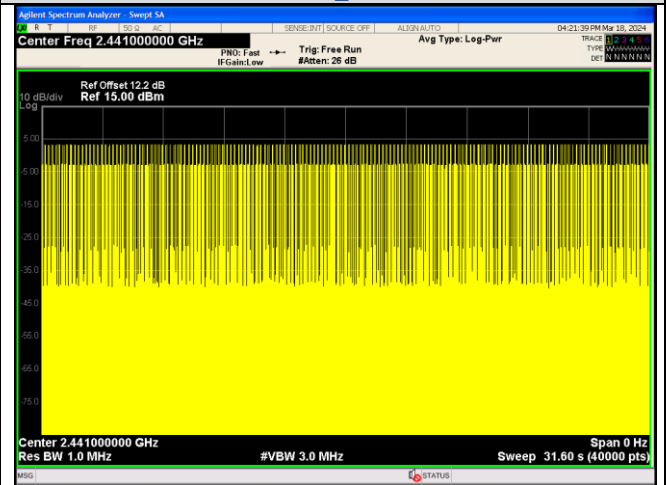 Agilent Spectrum Analyzer - Swept SA
R T RF 50 Ω AC SENSE:INT SOURCE OFF ALIGN AUTO 04:21:39 PM Mar 18, 2024
Center Freq 2.441000000 GHz Avg Type: Log-Pwr TRACE 1 2 3 4 5 6
PNO: Fast Trig: Free Run TYPE
IFGain:Low #Atten: 26 dB DET N N N N N N
Ref Offset 12.2 dB
10 dB/div Ref 15.00 dBm
Log
5.00
-5.00
-15.0
-25.0
-35.0
-45.0
-55.0
-65.0
-75.0
Center 2.441000000 GHz Span 0 Hz
Res BW 1.0 MHz #VBW 3.0 MHz Sweep 31.60 s (40000 pts)
MSG STATUS